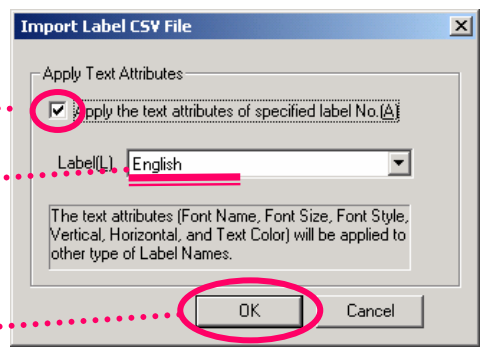 Import Label CSV File
Apply Text Attributes
Apply the text attributes of specified label No.(A)
Label(L) English
The text attributes (Font Name, Font Size, Font Style,
Vertical, Horizontal, and Text Color) will be applied to
other type of Label Names.
OK Cancel